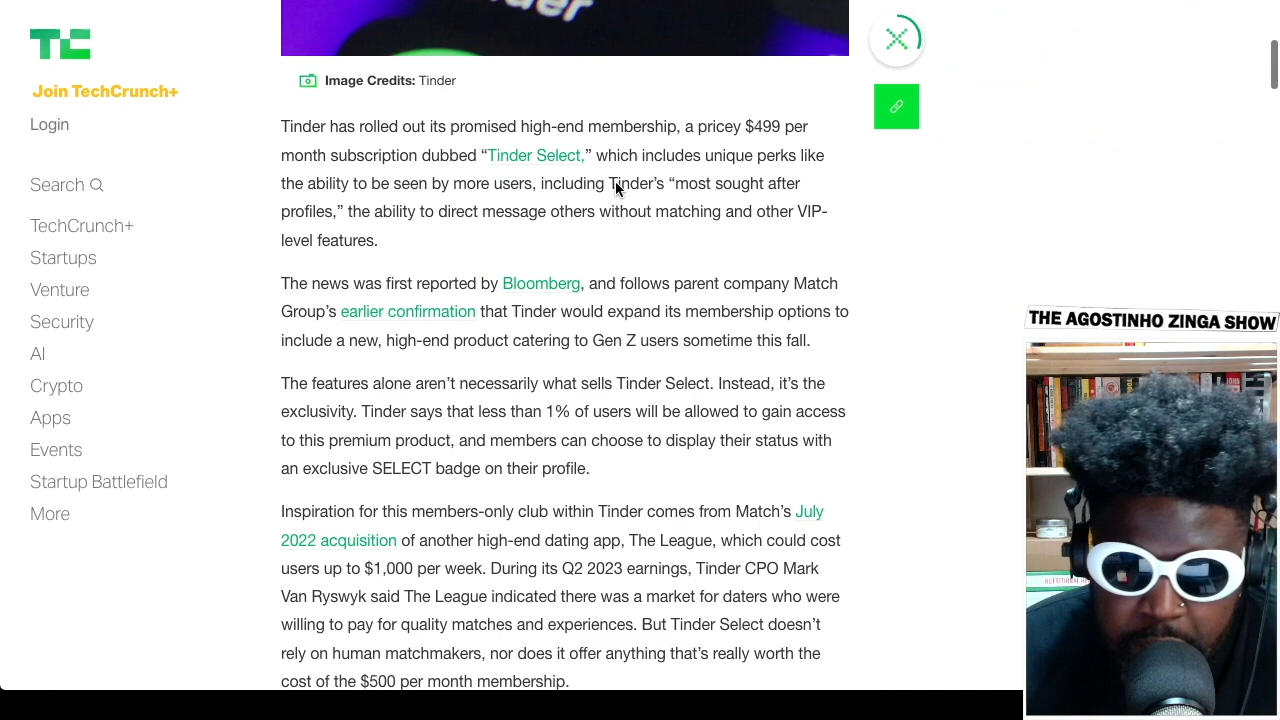 nder
TC
Join TechCrunch+
Login
Search
TechCrunch+
Startups
Venture
Security
AI
Crypto
Apps
Events
Startup Battlefield
More
Image Credits: Tinder
Tinder has rolled out its promised high-end membership, a pricey $499 per
month subscription dubbed “Tinder Select,” which includes unique perks like
the ability to be seen by more users, including Tinder’s “most sought after
profiles,” the ability to direct message others without matching and other VIP-
level features.
The news was first reported by Bloomberg, and follows parent company Match
Group’s earlier confirmation that Tinder would expand its membership options to
include a new, high-end product catering to Gen Z users sometime this fall.
The features alone aren’t necessarily what sells Tinder Select. Instead, it’s the
exclusivity. Tinder says that less than 1% of users will be allowed to gain access
to this premium product, and members can choose to display their status with
an exclusive SELECT badge on their profile.
Inspiration for this members-only club within Tinder comes from Match’s July
2022 acquisition of another high-end dating app, The League, which could cost
users up to $1,000 per week. During its Q2 2023 earnings, Tinder CPO Mark
Van Ryswyk said The League indicated there was a market for daters who were
willing to pay for quality matches and experiences. But Tinder Select doesn’t
rely on human matchmakers, nor does it offer anything that’s really worth the
cost of the $500 per month membership.
THE AGOSTINHO ZINGA SHOW